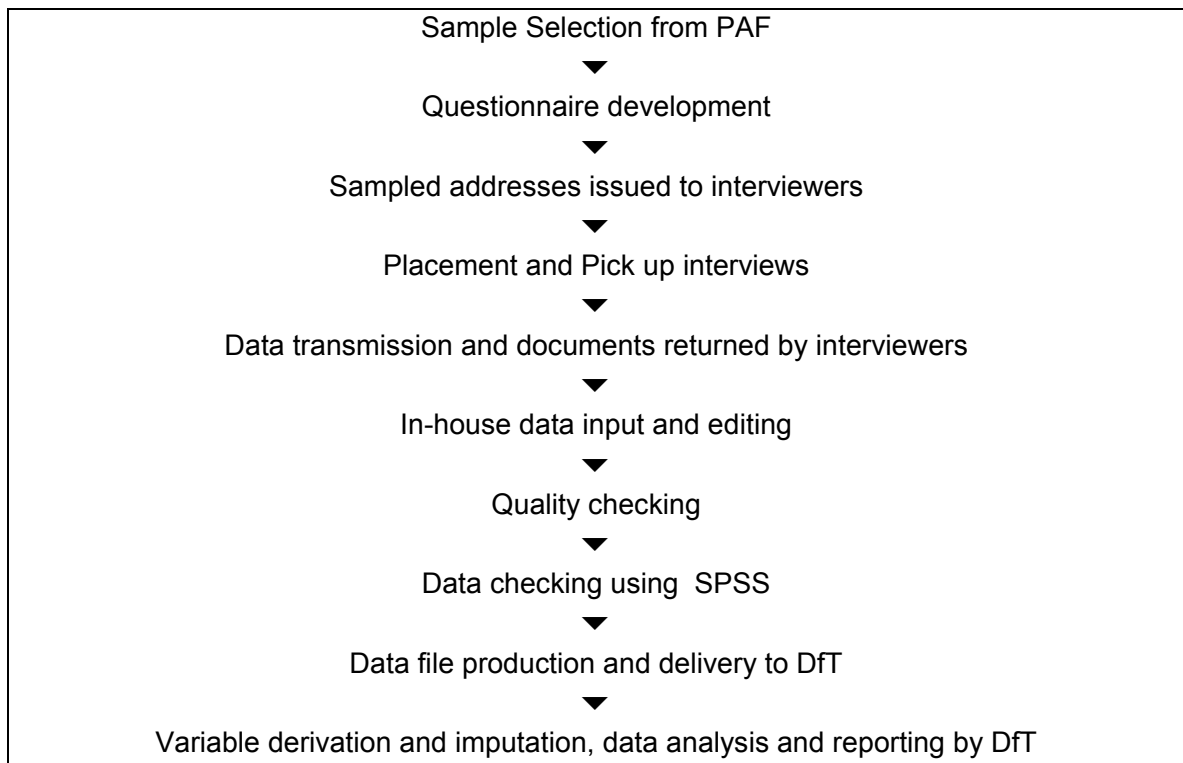 Sample Selection from PAF
Questionnaire development
Sampled addresses issued to interviewers
Placement and Pick up interviews
Data transmission and documents returned by interviewers
In-house data input and editing
Quality checking
Data checking using  SPSS
Data file production and delivery to DfT
Variable derivation and imputation, data analysis and reporting by DfT